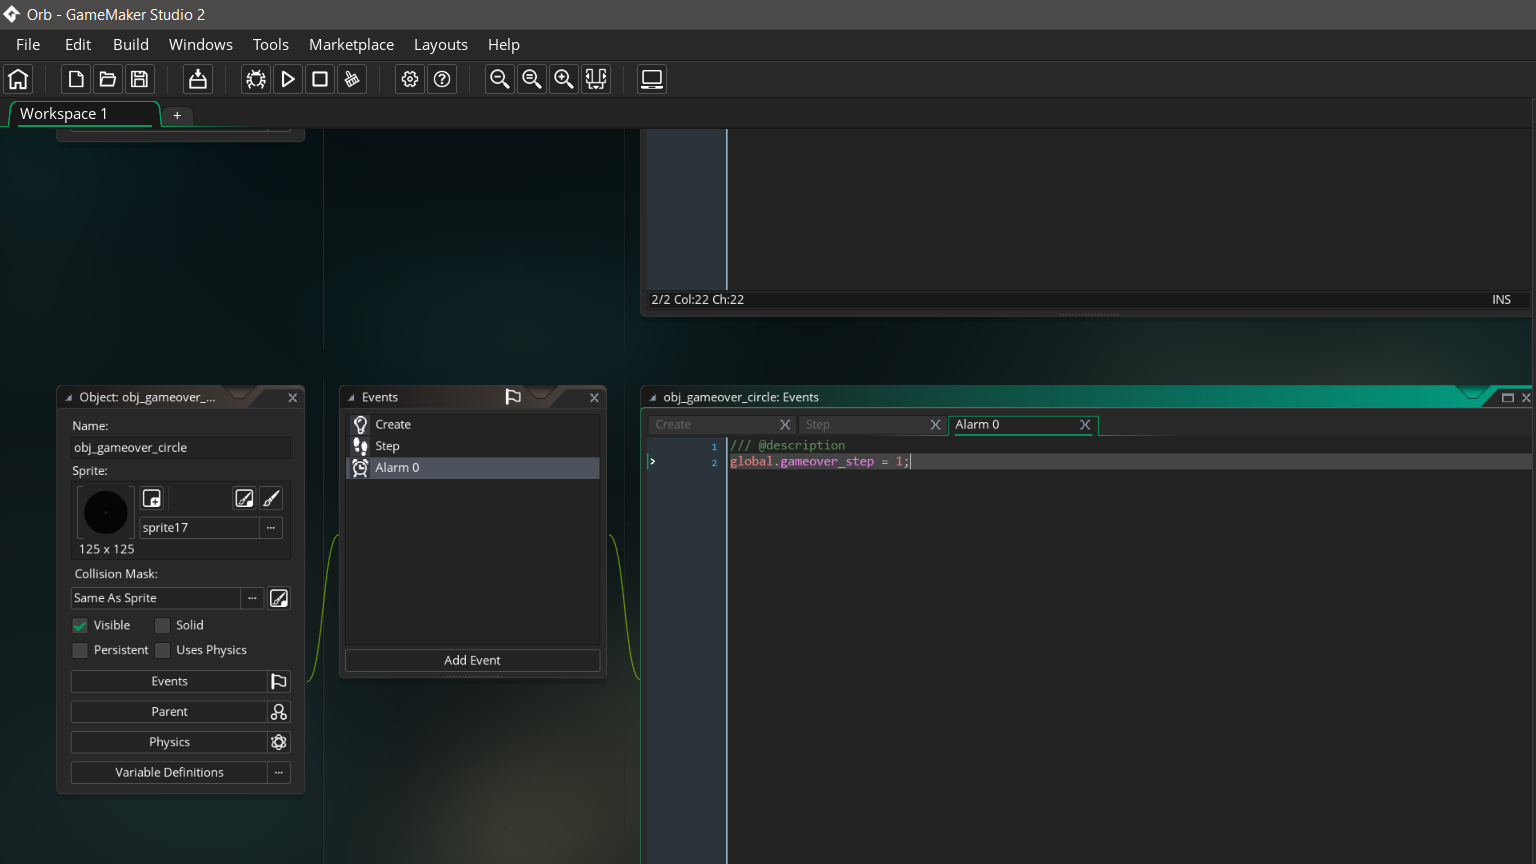 Orb - GameMaker Studio 2
File Edit Build Windows Tools Marketplace Layouts Help
Workspace 1
+
2/2 Col:22 Ch:22
INS
Object: obj_gameover_...
Name:
obj_gameover_circle
Sprite:
sprite17
...
125 x 125
Collision Mask:
Same As Sprite
...
Visible
Solid
Persistent
Uses Physics
Events
Parent
Physics
Variable Definitions
...
Events
Create
Step
Alarm 0
Add Event
obj_gameover_circle: Events
Create
Step
Alarm 0
1 /// @description
2 global.gameover_step = 1;